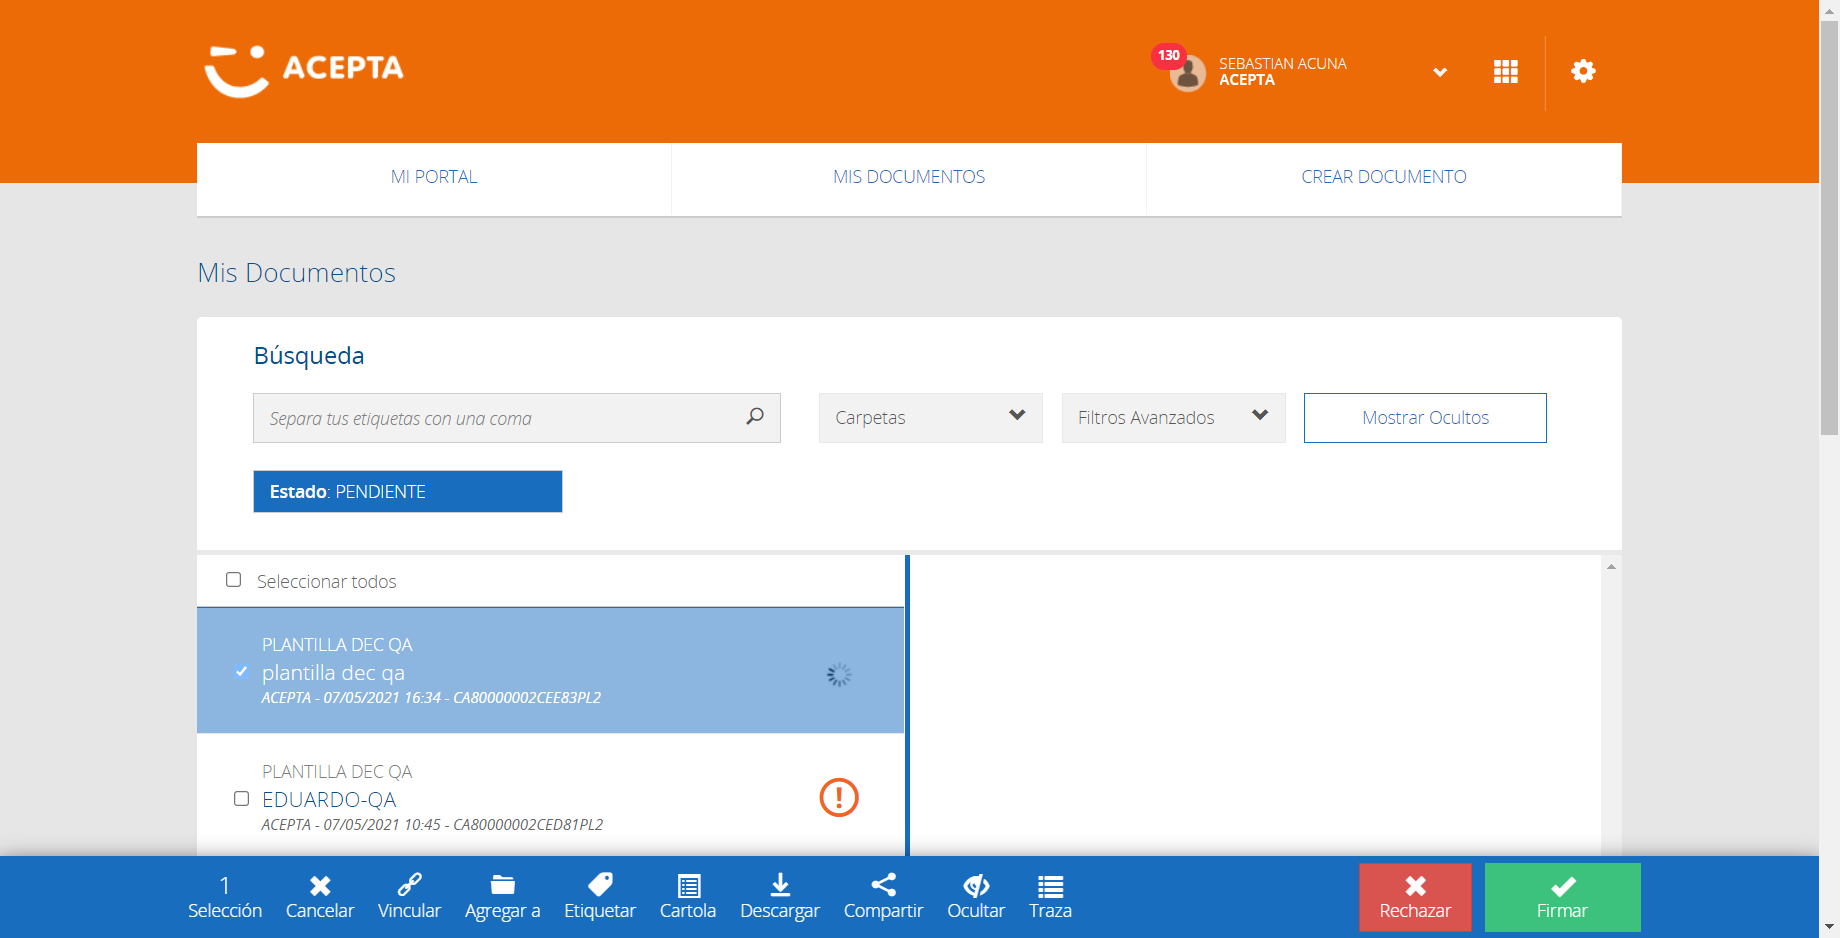 ACEPTA
130
SEBASTIAN ACUNA
ACEPTA
MI PORTAL
MIS DOCUMENTOS
CREAR DOCUMENTO
Mis Documentos
Búsqueda
Separa tus etiquetas con una coma
Carpetas
Filtros Avanzados
Mostrar Ocultos
Estado: PENDIENTE
Seleccionar todos
PLANTILLA DEC QA
plantilla dec qa
ACEPTA - 07/05/2021 16:34 - CA80000002CEE83PL2
PLANTILLA DEC QA
EDUARDO-QA
ACEPTA - 07/05/2021 10:45 - CA80000002CED81PL2
1
Selección
Cancelar
Vincular
Agregar a
Etiquetar
Cartola
Descargar
Compartir
Ocultar
Traza
Rechazar
Firmar